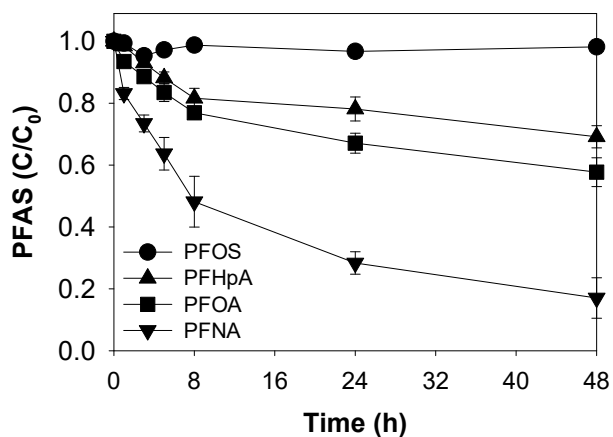 PFAS (C/C0)
1.0
0.8
0.6
0.4
0.2
0.0
PFOS
PFHpA
PFOA
PFNA
0 8 16 24 32 40 48
Time (h)